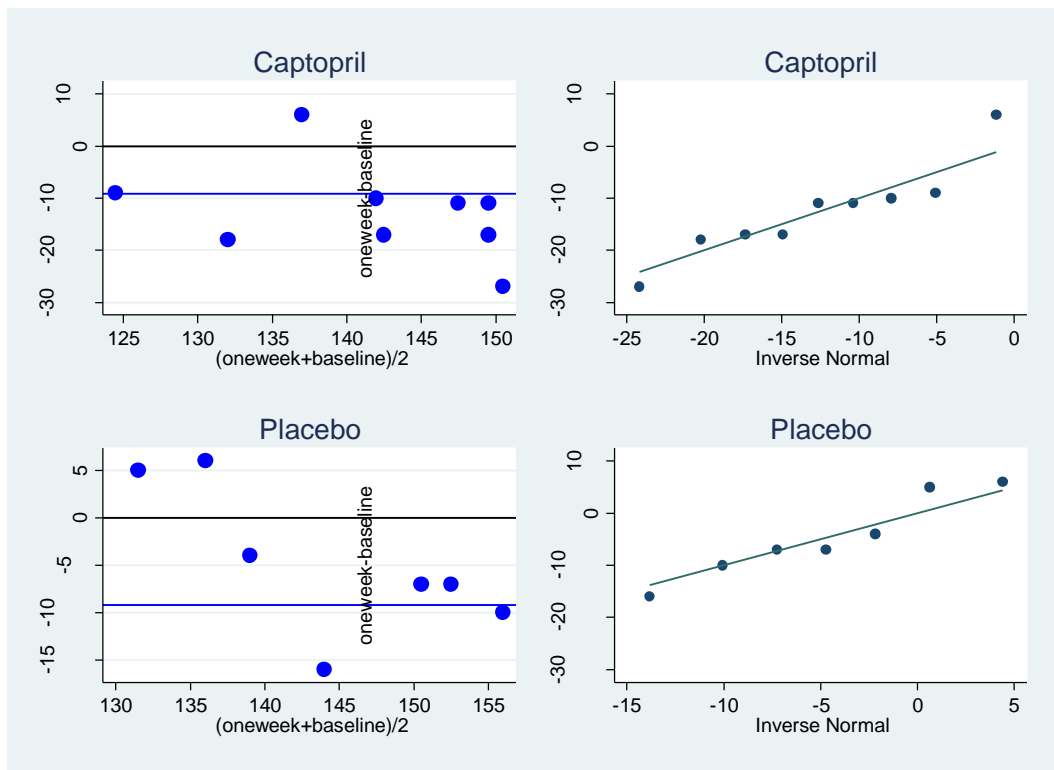 Captopril
10
0
-10
-20
-30
oneweek-baseline
125 130 135 140 145 150
(oneweek+baseline)/2
Captopril
10
0
-10
-20
-30
-25 -20 -15 -10 -5 0
Inverse Normal
Placebo
5
0
-5
-10
-15
oneweek-baseline
130 135 140 145 150 155
(oneweek+baseline)/2
Placebo
10
0
-10
-20
-30
-15 -10 -5 0 5
Inverse Normal